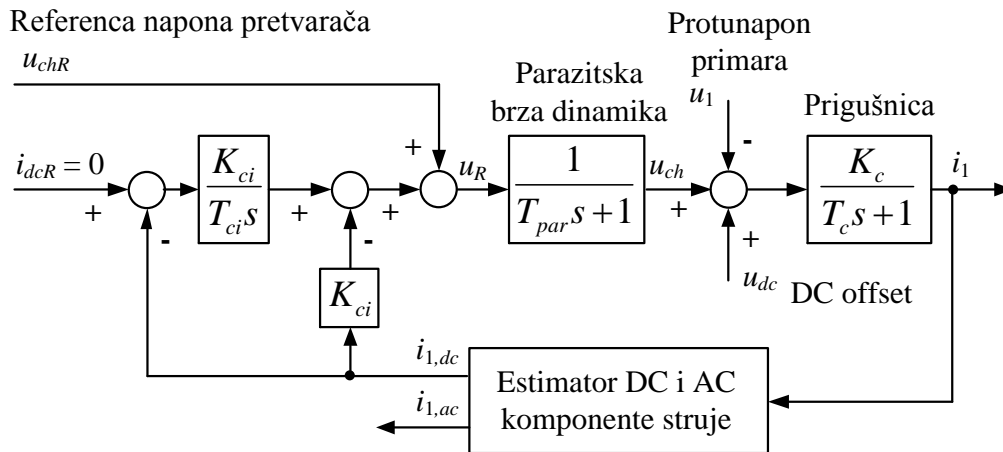 Referenca napona pretvarača
u_chR
Protunapon
primara
u_1
Parazitska
brza dinamika
Prigušnica
i_dcR = 0
+
-
K_ci
T_ci s
+
-
+
+
u_R
1
T_par s + 1
u_ch
+
-
+
K_c
T_c s + 1
i_1
K_ci
u_dc
DC offset
i_1,dc
i_1,ac
Estimator DC i AC
komponente struje